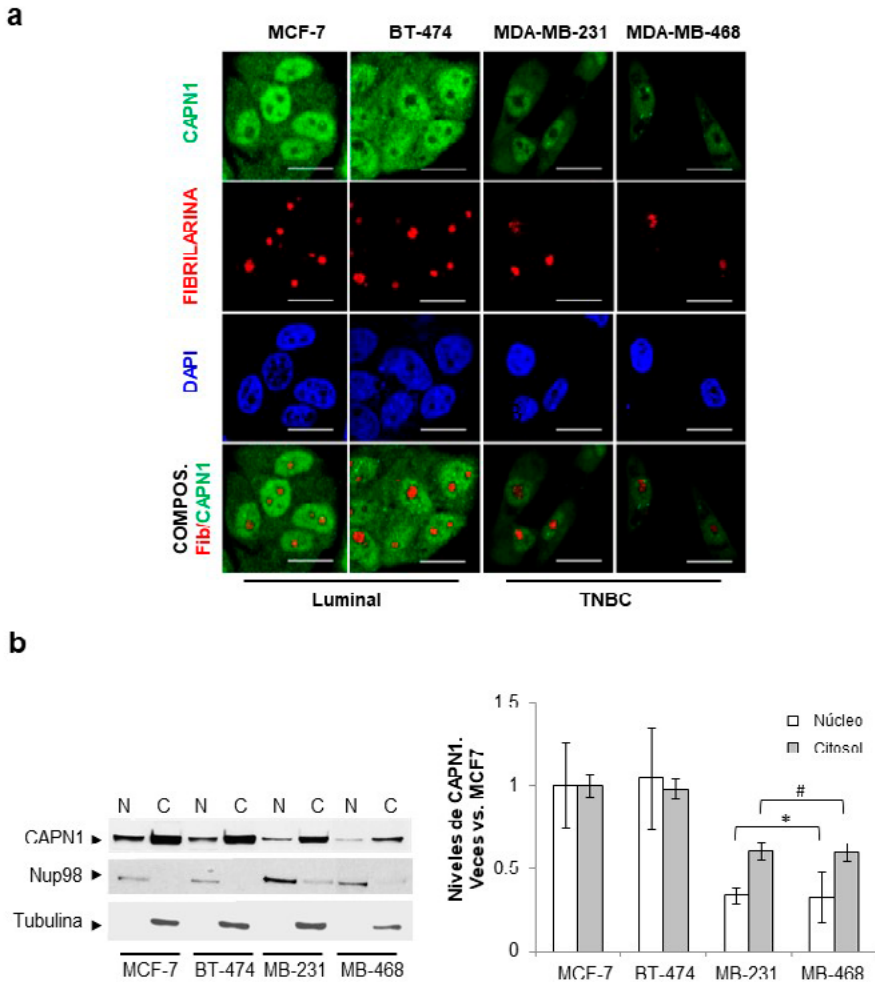 a
MCF-7 BT-474 MDA-MB-231 MDA-MB-468
CAPN1
FIBRILARINA
DAPI
COMPOS.
Fib/CAPN1
Luminal TNBC
b
N C N C N C N C
CAPN1
Nup98
Tubulina
MCF-7 BT-474 MB-231 MB-468
Niveles de CAPN1.
Veces vs. MCF7
1.5
1
0.5
0
Núcleo
Citosol
#
*
MCF-7 BT-474 MB-231 MB-468